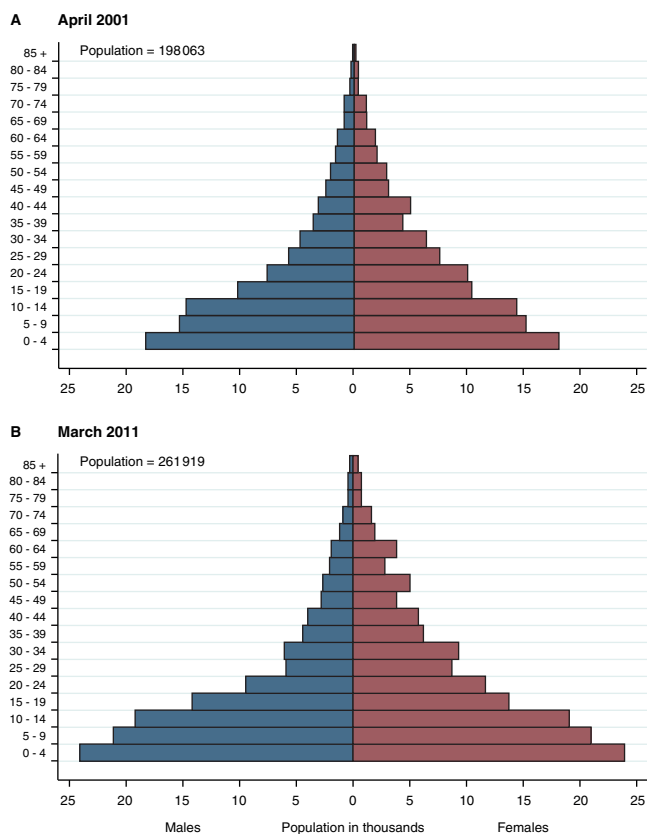 A April 2001
Population = 198 063
85 +
80 - 84
75 - 79
70 - 74
65 - 69
60 - 64
55 - 59
50 - 54
45 - 49
40 - 44
35 - 39
30 - 34
25 - 29
20 - 24
15 - 19
10 - 14
5 - 9
0 - 4
25 20 15 10 5 0 5 10 15 20 25
B March 2011
Population = 261 919
85 +
80 - 84
75 - 79
70 - 74
65 - 69
60 - 64
55 - 59
50 - 54
45 - 49
40 - 44
35 - 39
30 - 34
25 - 29
20 - 24
15 - 19
10 - 14
5 - 9
0 - 4
25 20 15 10 5 0 5 10 15 20 25
Males Population in thousands Females